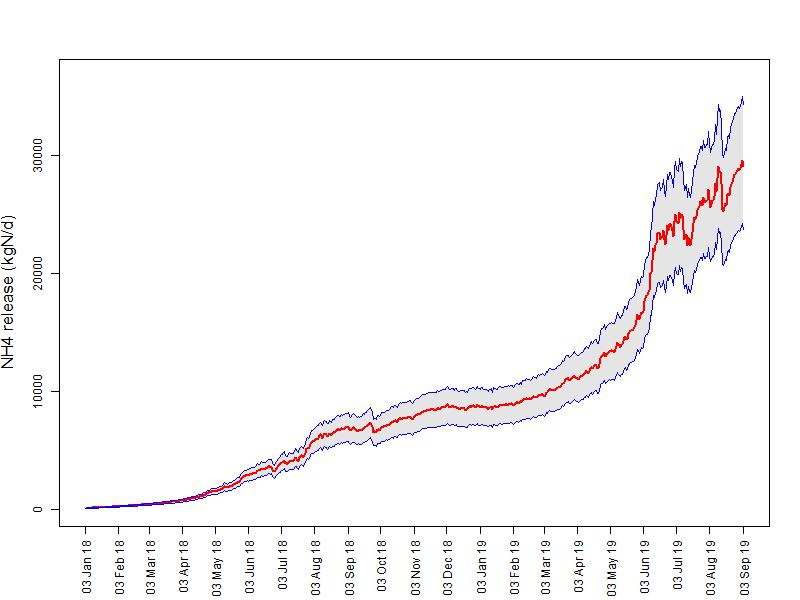 NH4 release (kgN/d)
30000
20000
10000
0
03 Jan 18
03 Feb 18
03 Mar 18
03 Apr 18
03 May 18
03 Jun 18
03 Jul 18
03 Aug 18
03 Sep 18
03 Oct 18
03 Nov 18
03 Dec 18
03 Jan 19
03 Feb 19
03 Mar 19
03 Apr 19
03 May 19
03 Jun 19
03 Jul 19
03 Aug 19
03 Sep 19